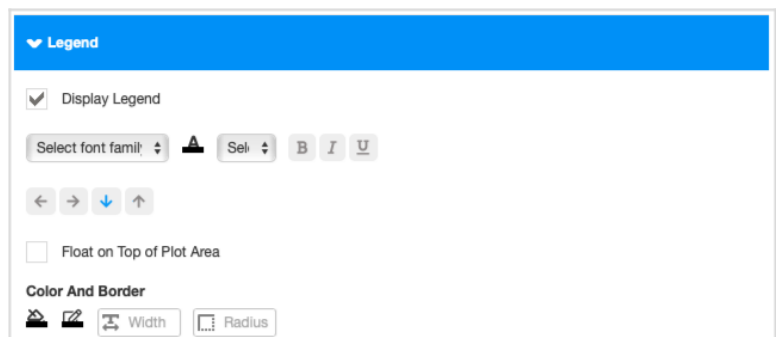 Legend
Display Legend
Select font famil
Sel
B I U
Float on Top of Plot Area
Color And Border
Width
Radius